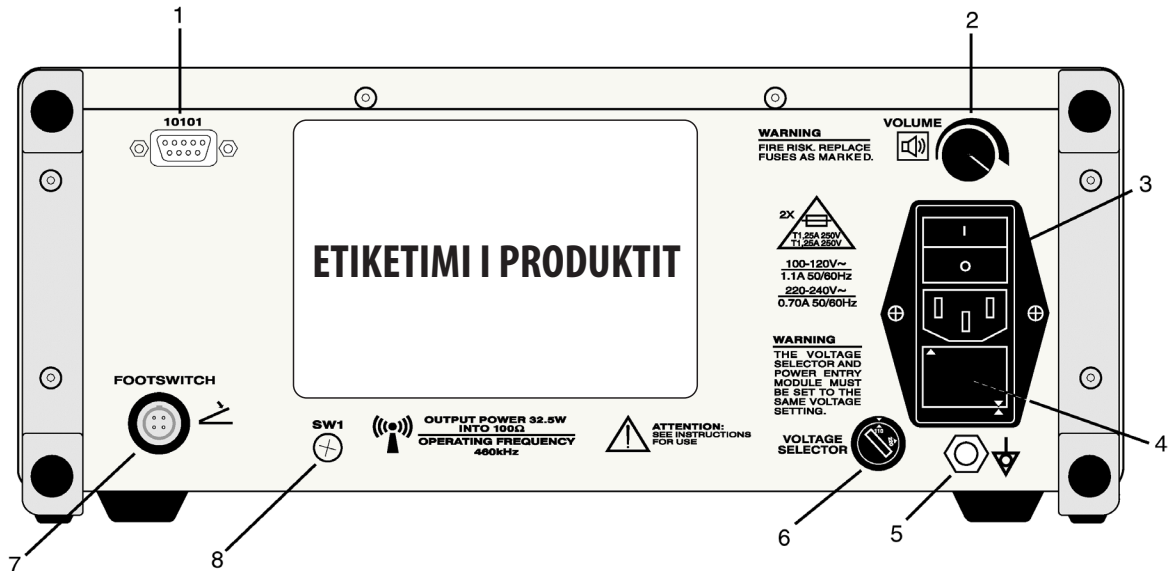 1
2
10101
VOLUME
WARNING
FIRE RISK. REPLACE
FUSES AS MARKED.
3
2X
T1,25A 250V
T1,25A 250V
I
O
100-120V~
1.1A 50/60Hz
220-240V~
0.70A 50/60Hz
ETIKETIMI I PRODUKTIT
WARNING
THE VOLTAGE
SELECTOR AND
POWER ENTRY
MODULE MUST
BE SET TO THE
SAME VOLTAGE
SETTING.
FOOTSWITCH
SW1
OUTPUT POWER 32.5W
INTO 100Ω
OPERATING FREQUENCY
460kHz
ATTENTION:
SEE INSTRUCTIONS
FOR USE
VOLTAGE
SELECTOR
115
4
5
6
7
8